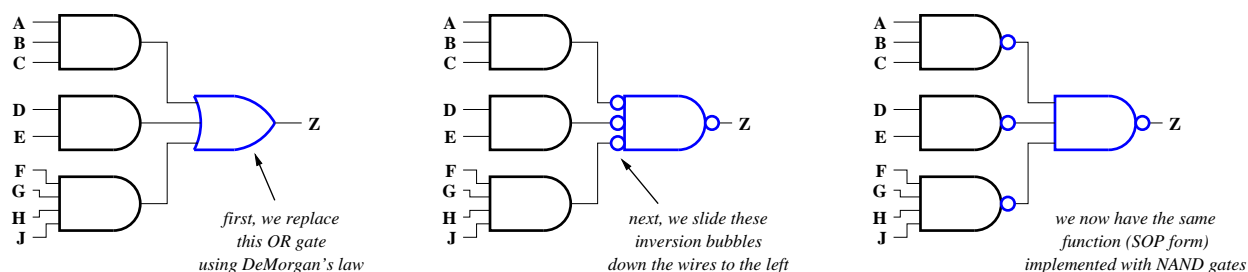 A
B
C
D
E
F
G
H
J
Z
first, we replace
this OR gate
using DeMorgan's law
A
B
C
D
E
F
G
H
J
Z
next, we slide these
inversion bubbles
down the wires to the left
A
B
C
D
E
F
G
H
J
Z
we now have the same
function (SOP form)
implemented with NAND gates